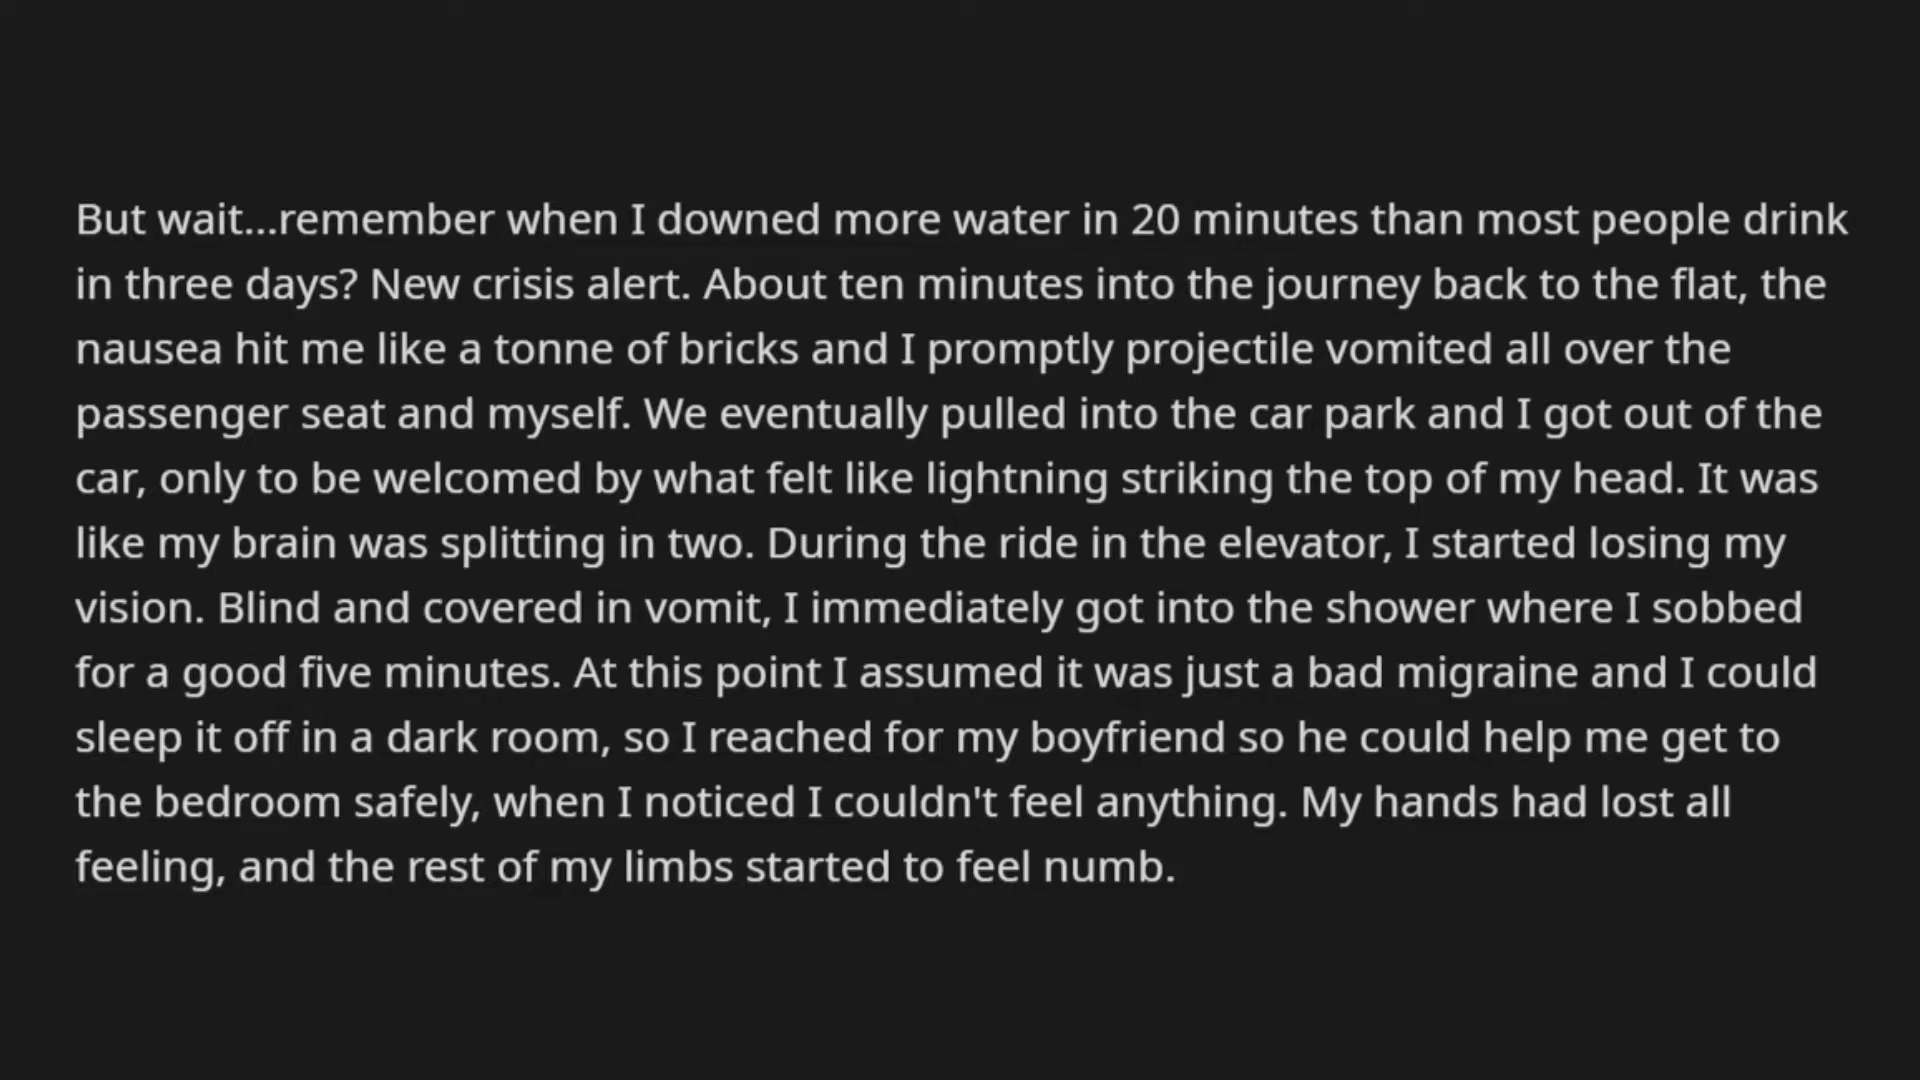 But wait...remember when I downed more water in 20 minutes than most people drink
in three days? New crisis alert. About ten minutes into the journey back to the flat, the
nausea hit me like a tonne of bricks and I promptly projectile vomited all over the
passenger seat and myself. We eventually pulled into the car park and I got out of the
car, only to be welcomed by what felt like lightning striking the top of my head. It was
like my brain was splitting in two. During the ride in the elevator, I started losing my
vision. Blind and covered in vomit, I immediately got into the shower where I sobbed
for a good five minutes. At this point I assumed it was just a bad migraine and I could
sleep it off in a dark room, so I reached for my boyfriend so he could help me get to
the bedroom safely, when I noticed I couldn't feel anything. My hands had lost all
feeling, and the rest of my limbs started to feel numb.